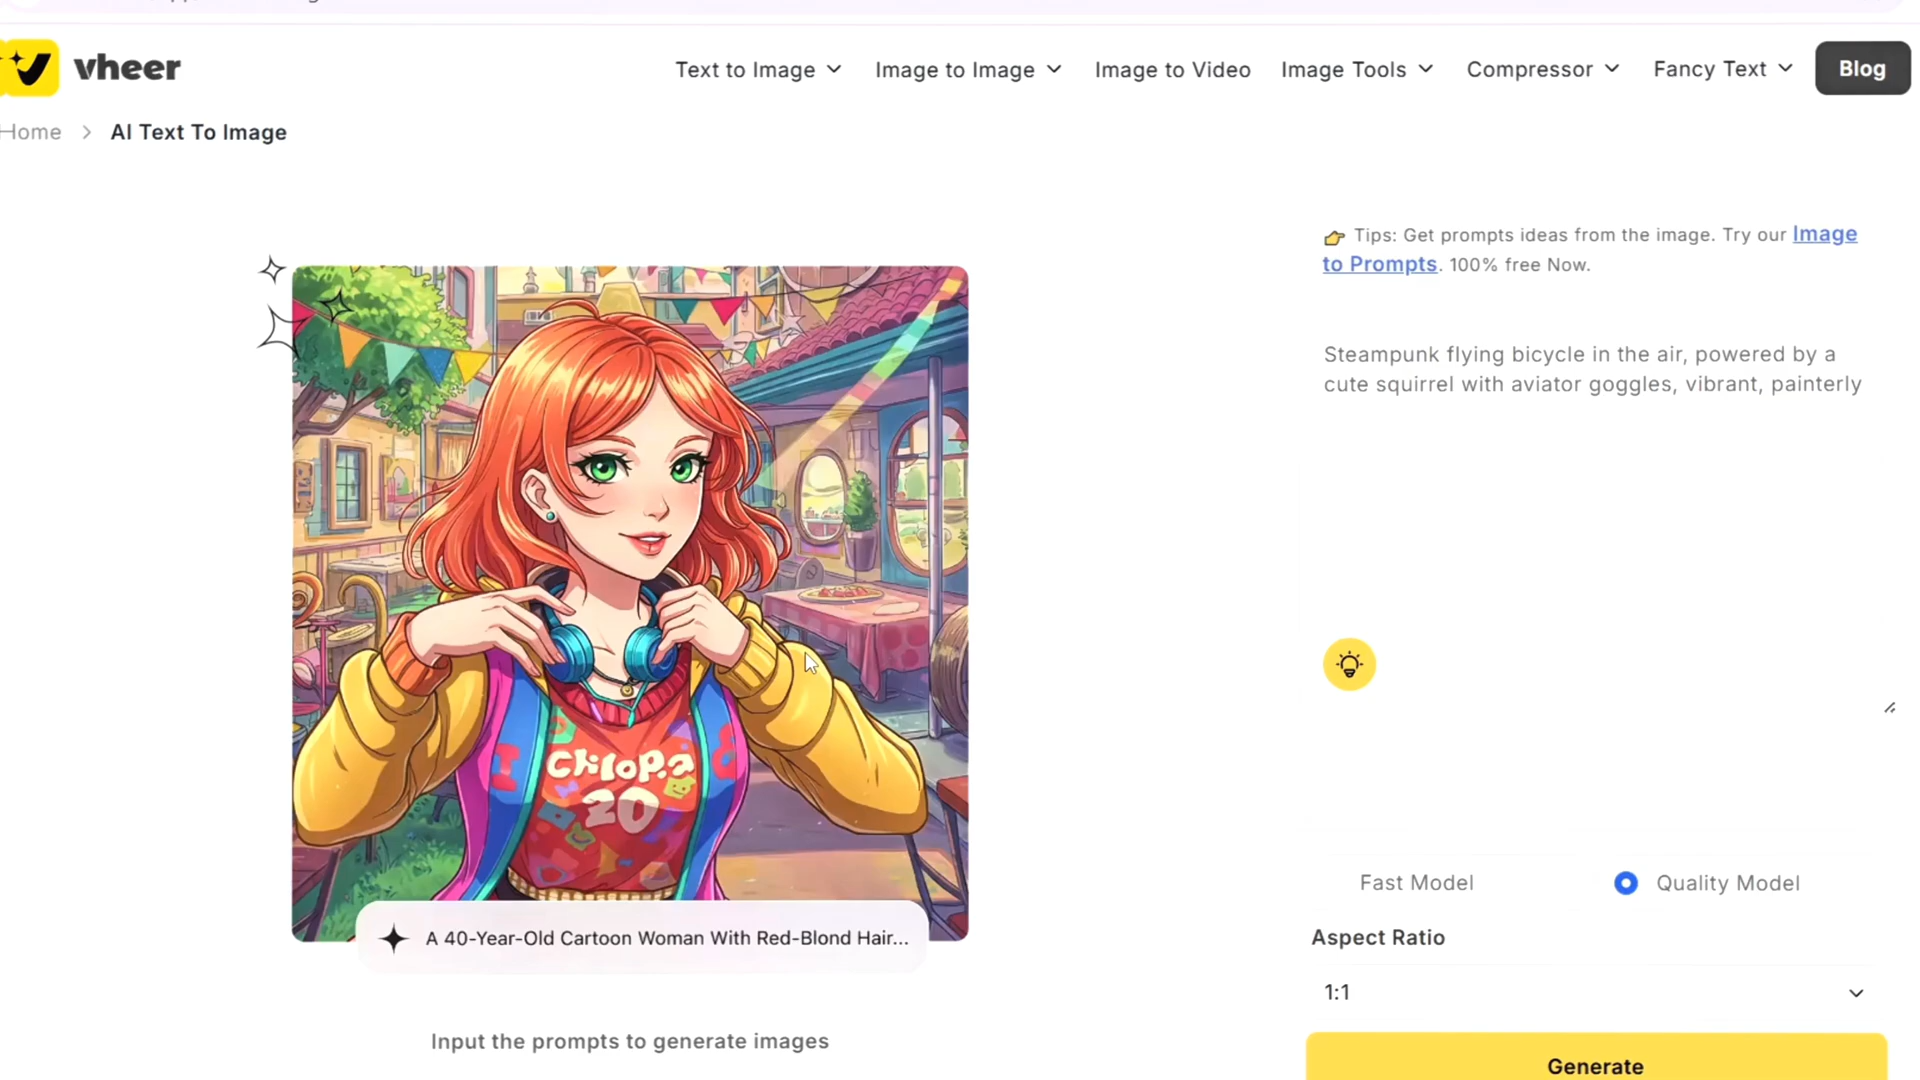 vheer
Text to Image
Image to Image
Image to Video
Image Tools
Compressor
Fancy Text
Blog
Home
AI Text To Image
Tips: Get prompts ideas from the image. Try our Image
to Prompts. 100% free Now.
Steampunk flying bicycle in the air, powered by a
cute squirrel with aviator goggles, vibrant, painterly
20
A 40-Year-Old Cartoon Woman With Red-Blond Hair...
Input the prompts to generate images
Fast Model
Quality Model
Aspect Ratio
1:1
Generate